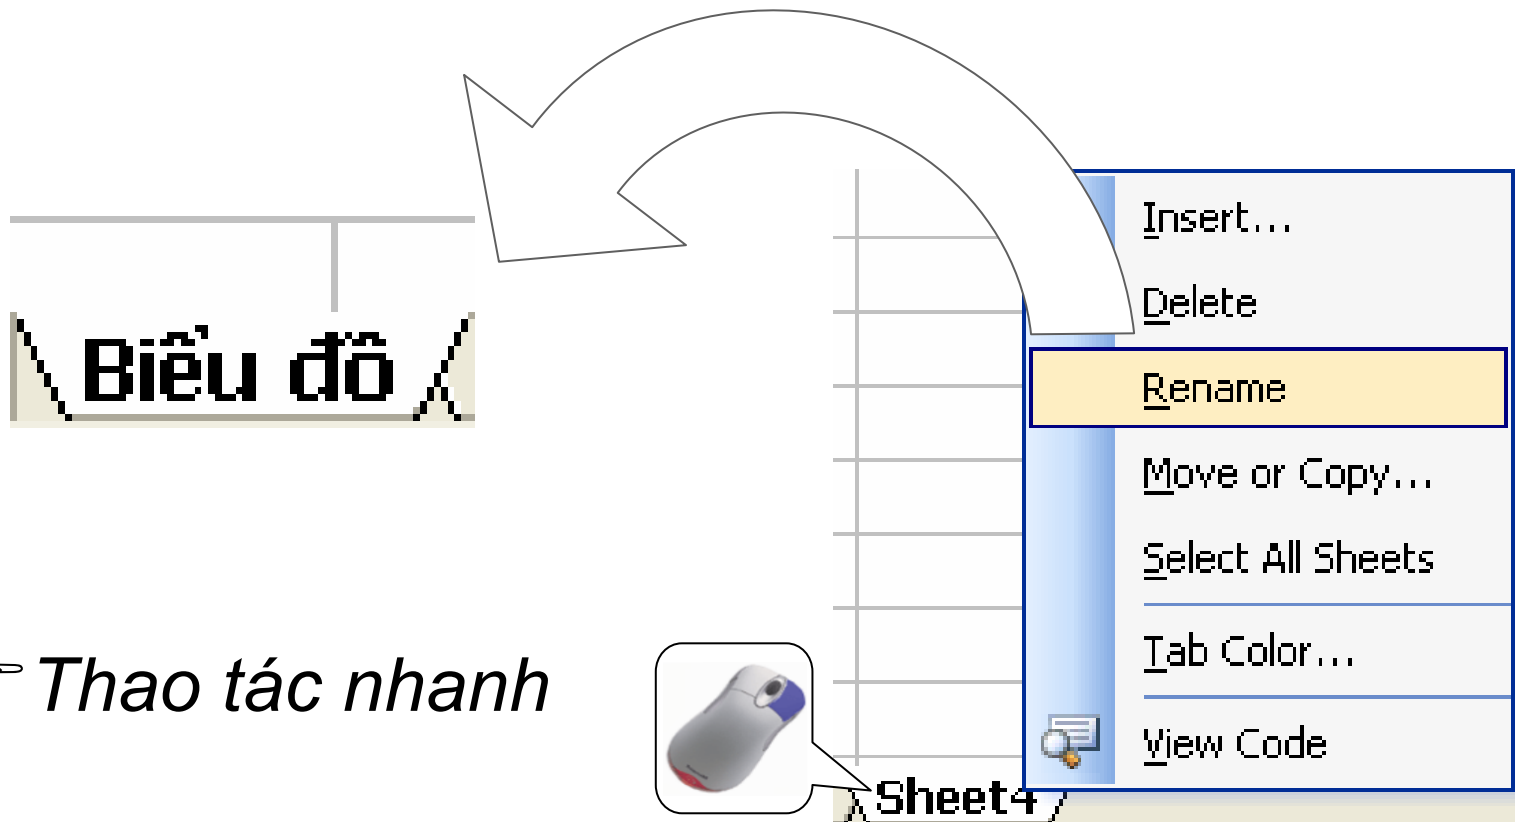 Insert...
Delete
Biểu đồ
Rename
Move or Copy...
Select All Sheets
Thao tác nhanh
Tab Color...
View Code
Sheet4